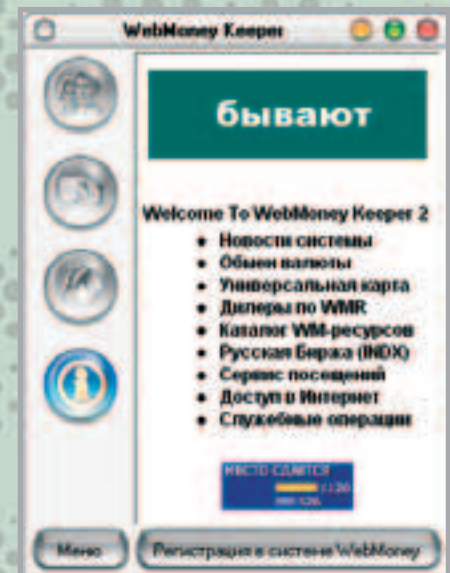 WebMoney Keeper
бывают
Welcome To WebMoney Keeper 2
Новости системы
Обмен валюты
Универсальная карта
Дилеры по WMR
Каталог WM-ресурсов
Русская Биржа (INDX)
Сервис посещений
Доступ в Интернет
Служебные операции
МЕСТО СДАЕТСЯ
Меню
Регистрация в системе WebMoney